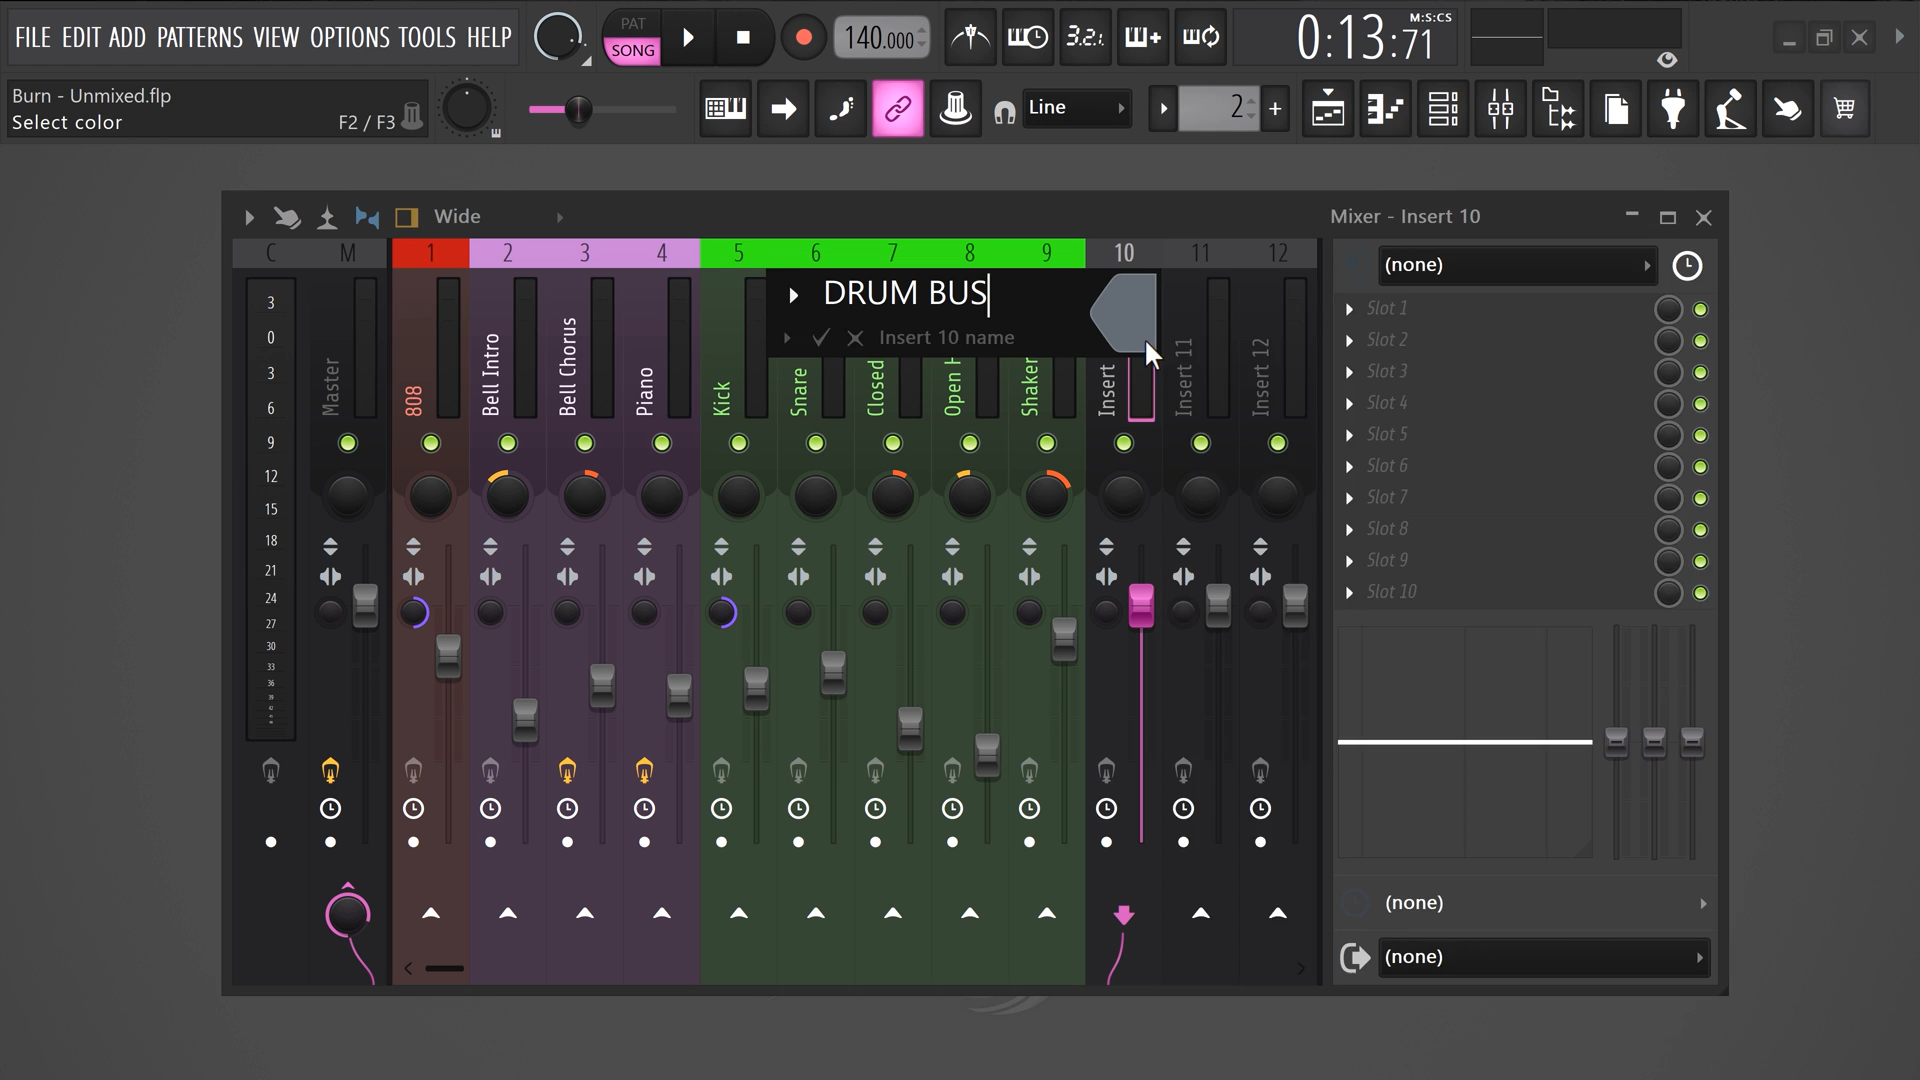 FILE EDIT ADD PATTERNS VIEW OPTIONS TOOLS HELP
PAT
SONG
140.000
3.2.
0:13:71
M:S:CS
Burn - Unmixed.flp
Select color
F2 / F3
Line
2
Wide
Mixer - Insert 10
C M 1 2 3 4 5 6 7 8 9 10 11 12
(none)
DRUM BUS
Insert 10 name
3
0
3
6
9
12
15
18
21
24
27
30
33
36
Master
808
Bell Intro
Bell Chorus
Piano
Kick
Snare
Closed
Open H
Shaker
Insert
Insert 11
Insert 12
Slot 1
Slot 2
Slot 3
Slot 4
Slot 5
Slot 6
Slot 7
Slot 8
Slot 9
Slot 10
(none)
(none)